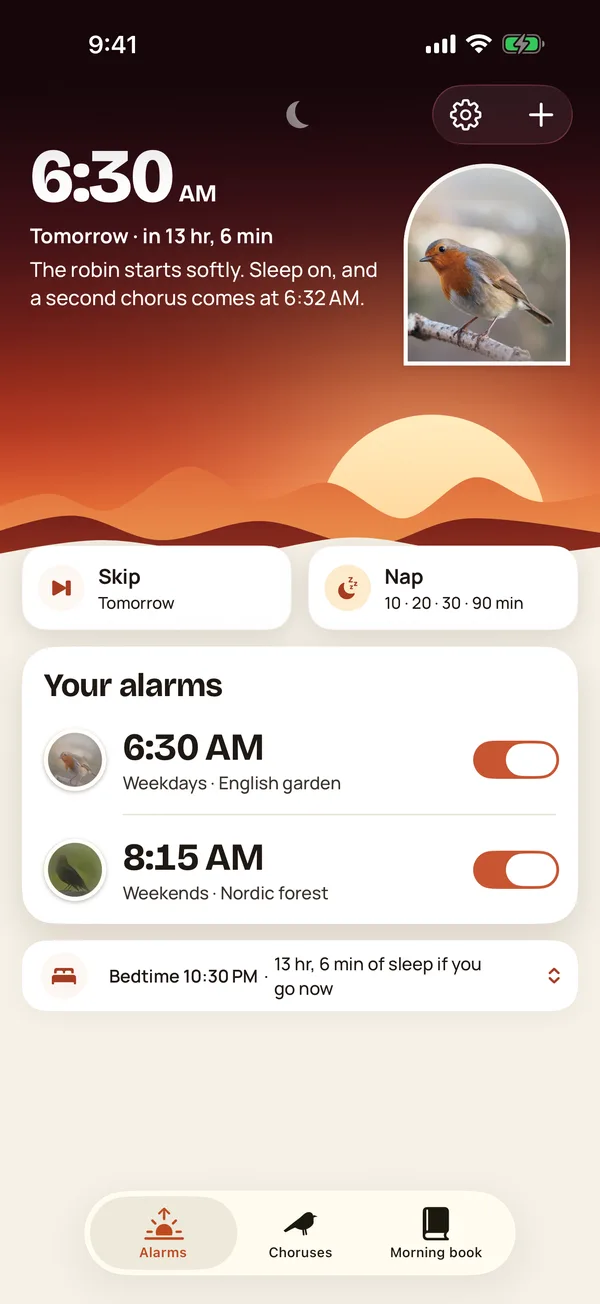 9:41
6:30 AM
Tomorrow · in 13 hr, 6 min
The robin starts softly. Sleep on, and
a second chorus comes at 6:32 AM.
Skip
Tomorrow
Nap
10 · 20 · 30 · 90 min
Your alarms
6:30 AM
Weekdays · English garden
8:15 AM
Weekends · Nordic forest
Bedtime 10:30 PM · 13 hr, 6 min of sleep if you
go now
Alarms
Choruses
Morning book